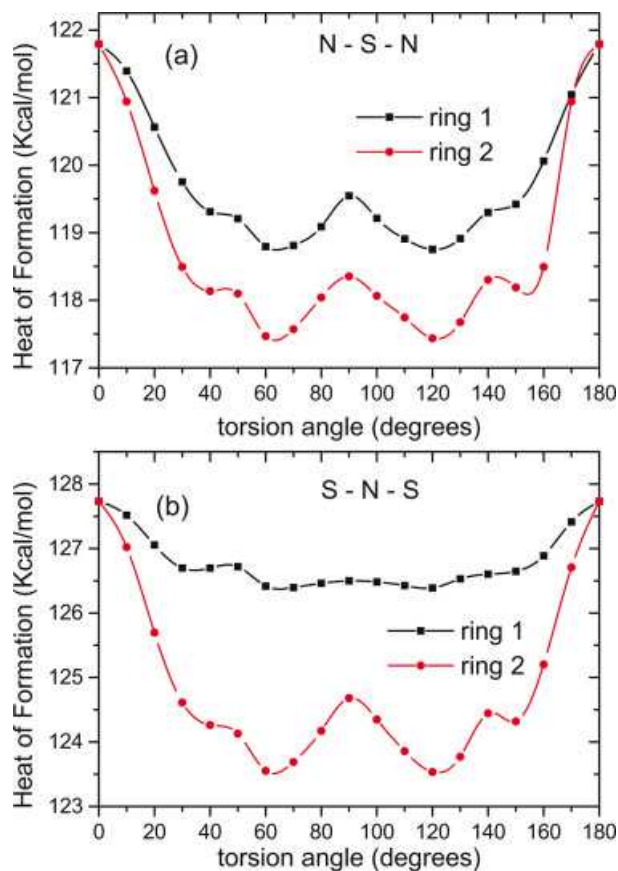 122
121
120
119
118
117
Heat of Formation (Kcal/mol)
(a)
N - S - N
ring 1
ring 2
0 20 40 60 80 100 120 140 160 180
torsion angle (degrees)
128
127
126
125
124
123
Heat of Formation (Kcal/mol)
(b)
S - N - S
ring 1
ring 2
0 20 40 60 80 100 120 140 160 180
torsion angle (degrees)